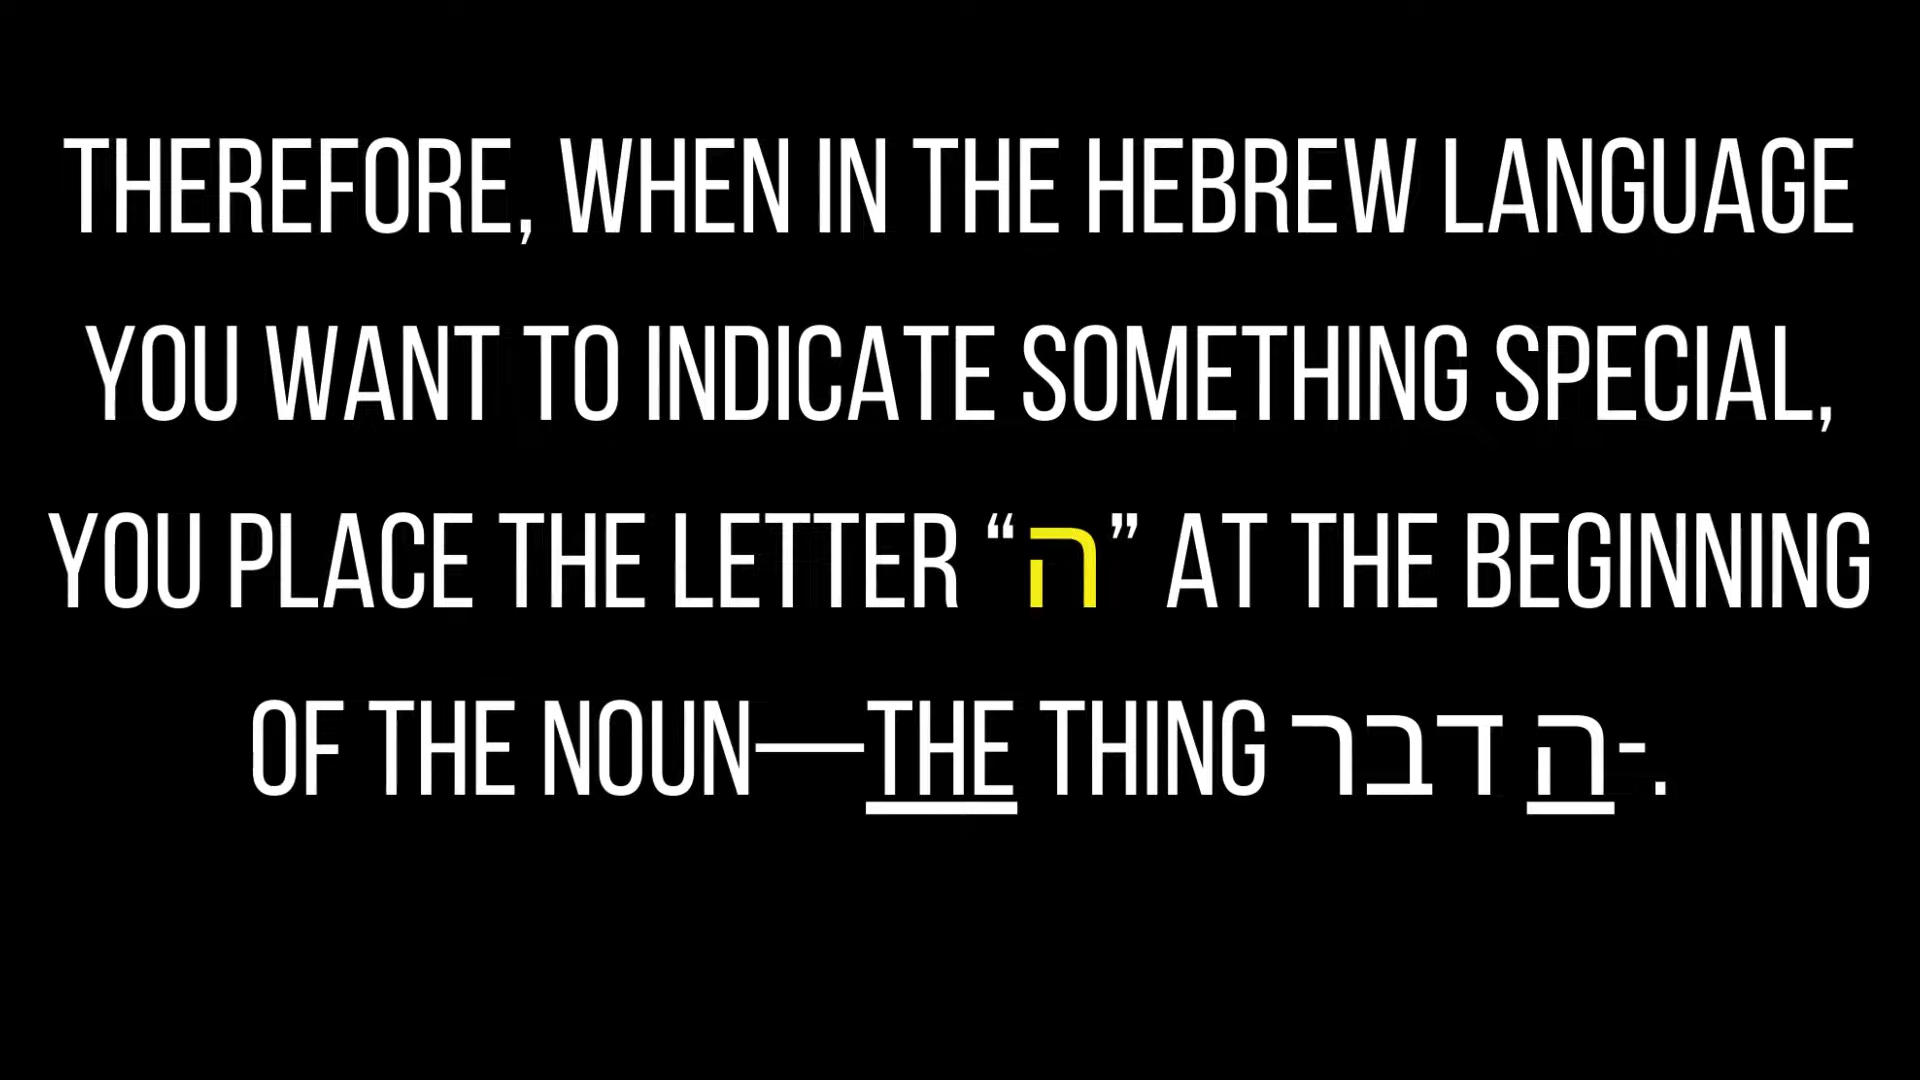 THEREFORE, WHEN IN THE HEBREW LANGUAGE
YOU WANT TO INDICATE SOMETHING SPECIAL,
YOU PLACE THE LETTER “ה” AT THE BEGINNING
OF THE NOUN—THE THING ה דבר-.